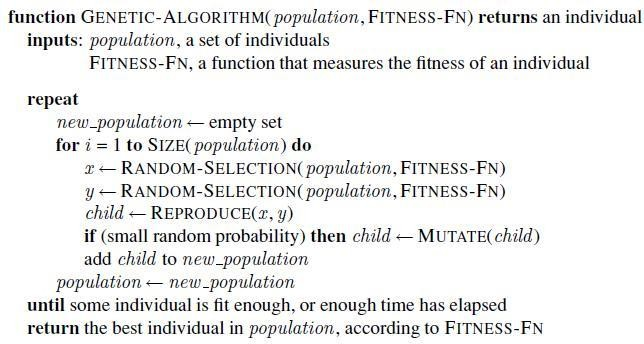 function GENETIC-ALGORITHM(population, FITNESS-FN) returns an individual
inputs: population, a set of individuals
FITNESS-FN, a function that measures the fitness of an individual
repeat
new_population ← empty set
for i = 1 to SIZE(population) do
x ← RANDOM-SELECTION(population, FITNESS-FN)
y ← RANDOM-SELECTION(population, FITNESS-FN)
child ← REPRODUCE(x, y)
if (small random probability) then child ← MUTATE(child)
add child to new_population
population ← new_population
until some individual is fit enough, or enough time has elapsed
return the best individual in population, according to FITNESS-FN